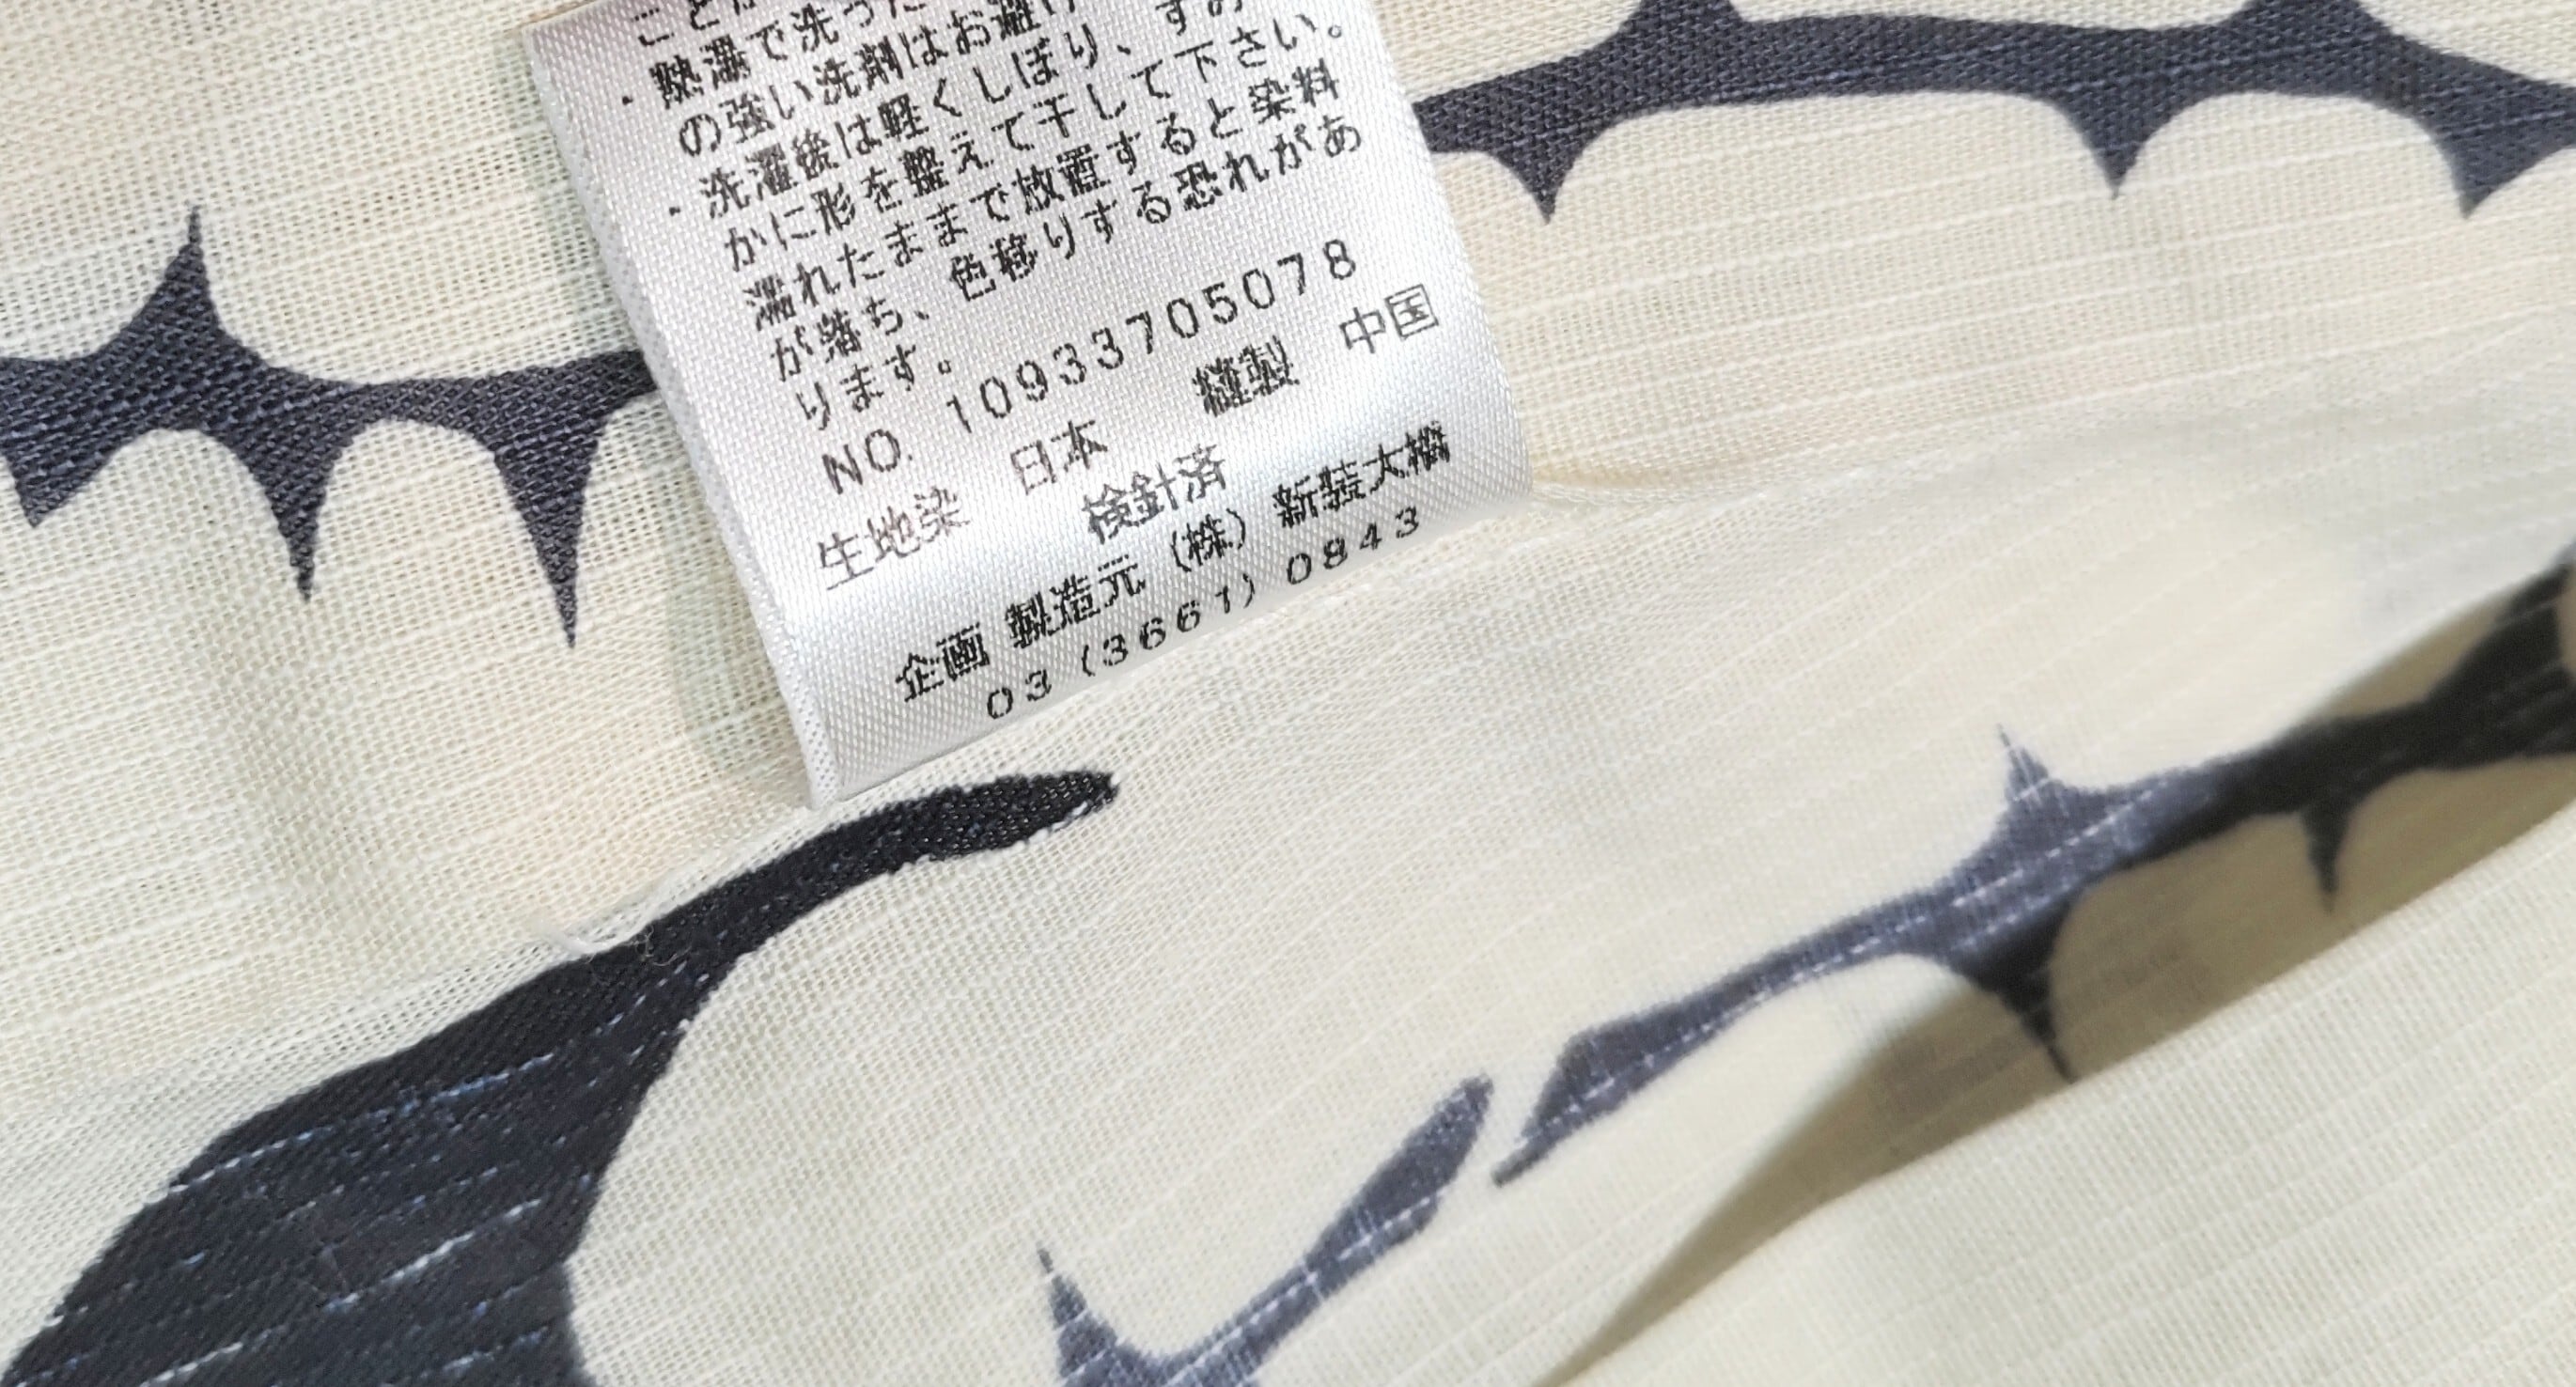 ことが
・熱湯で洗った
の強い洗剤はお避け
・洗濯後は軽くしぼり、すみ
かに形を整えて干して下さい。
濡れたままで放置すると染料
が落ち、色移りする恐れがあ
ります。
NO. 1093370５078
生地染 日本 縫製 中国
検針済
企画 製造元 (株) 新装大橋
03 (3661) 0843